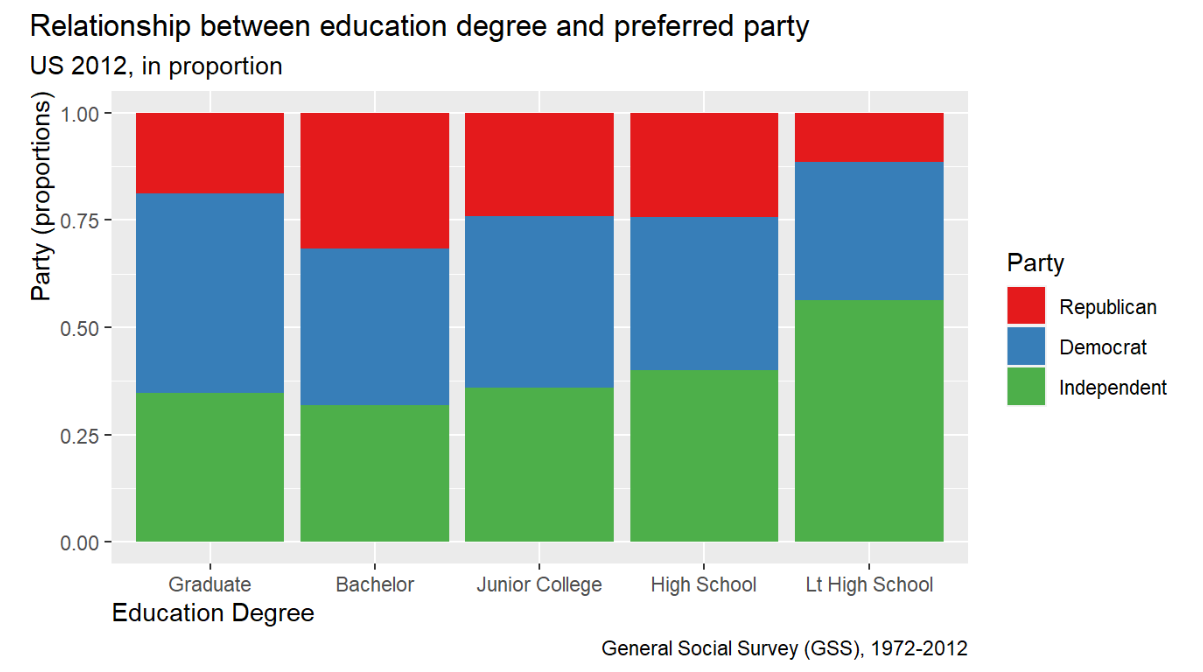 Relationship between education degree and preferred party
US 2012, in proportion
Party (proportions)
1.00
0.75
0.50
0.25
0.00
Graduate Bachelor Junior College High School Lt High School
Education Degree
Party
Republican
Democrat
Independent
General Social Survey (GSS), 1972-2012